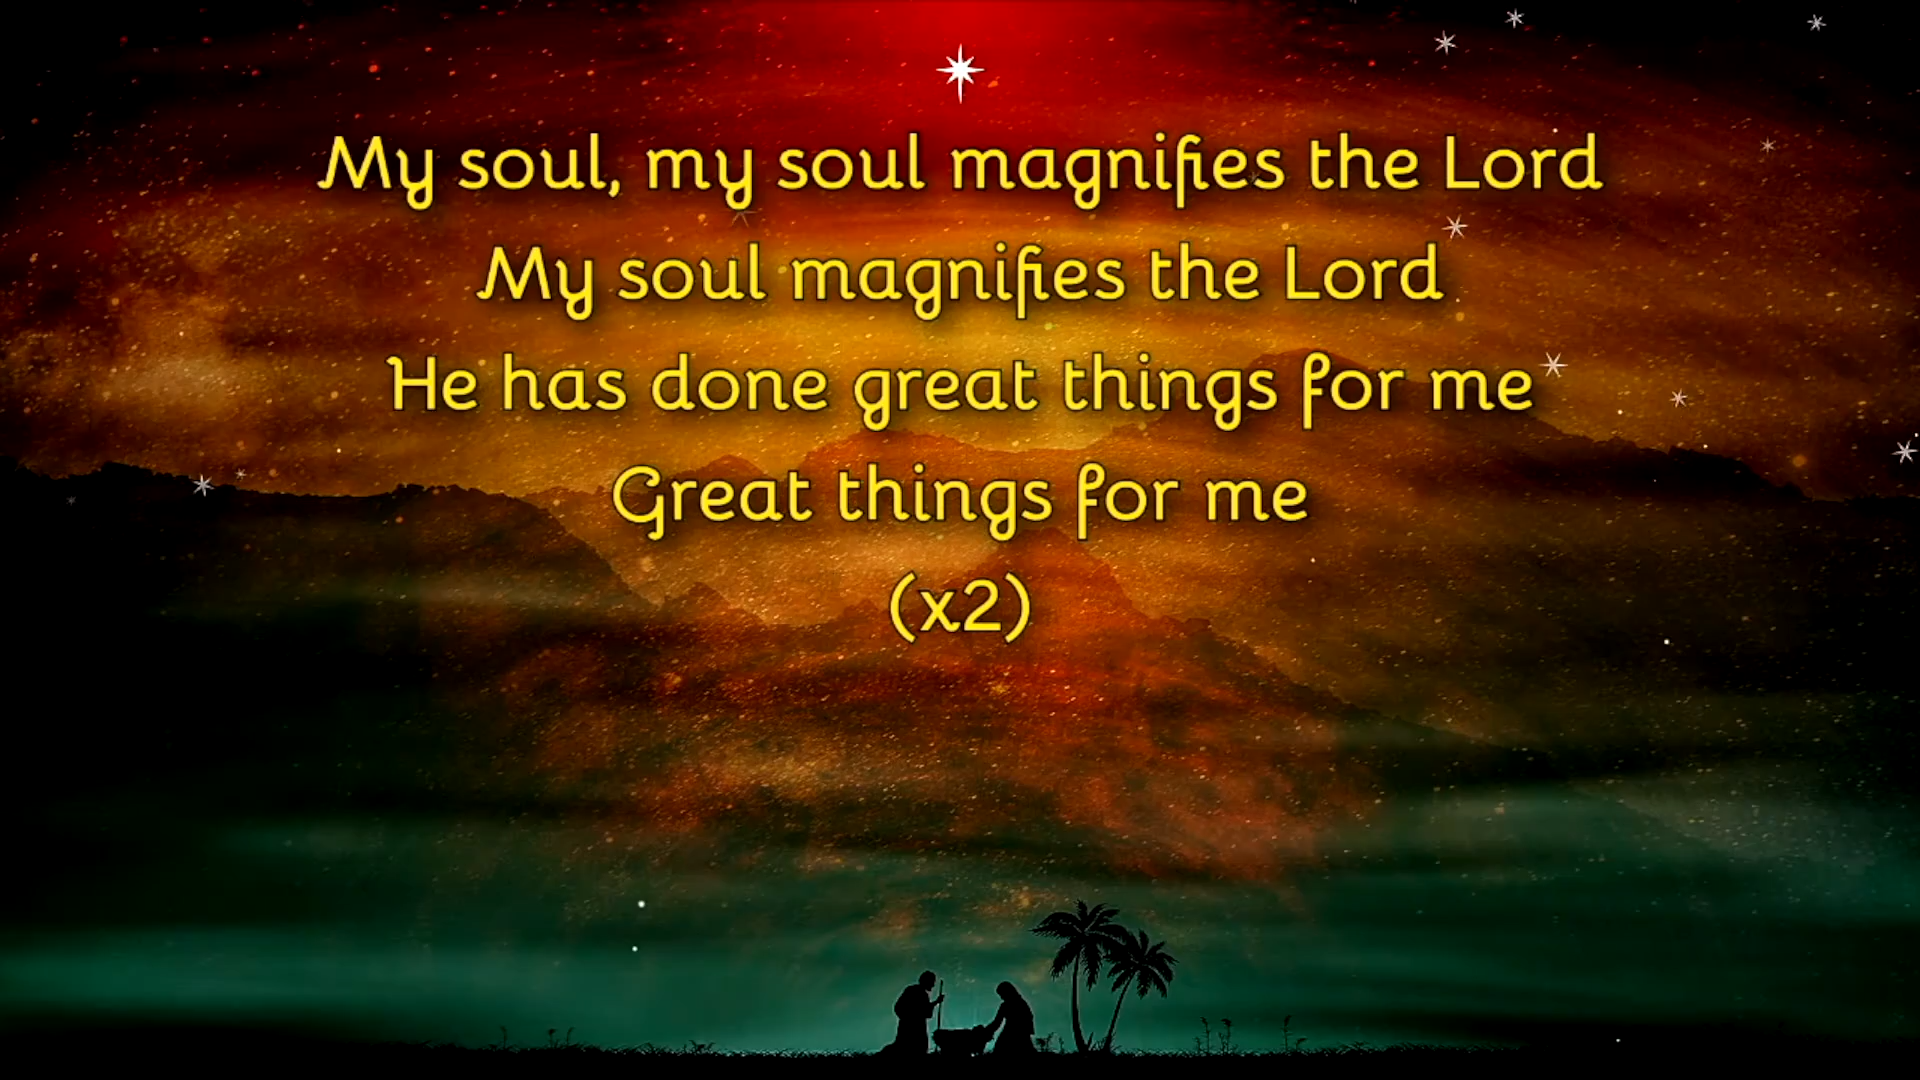 My soul, my soul magnifies the Lord
My soul magnifies the Lord
He has done great things for me
Great things for me
(x2)